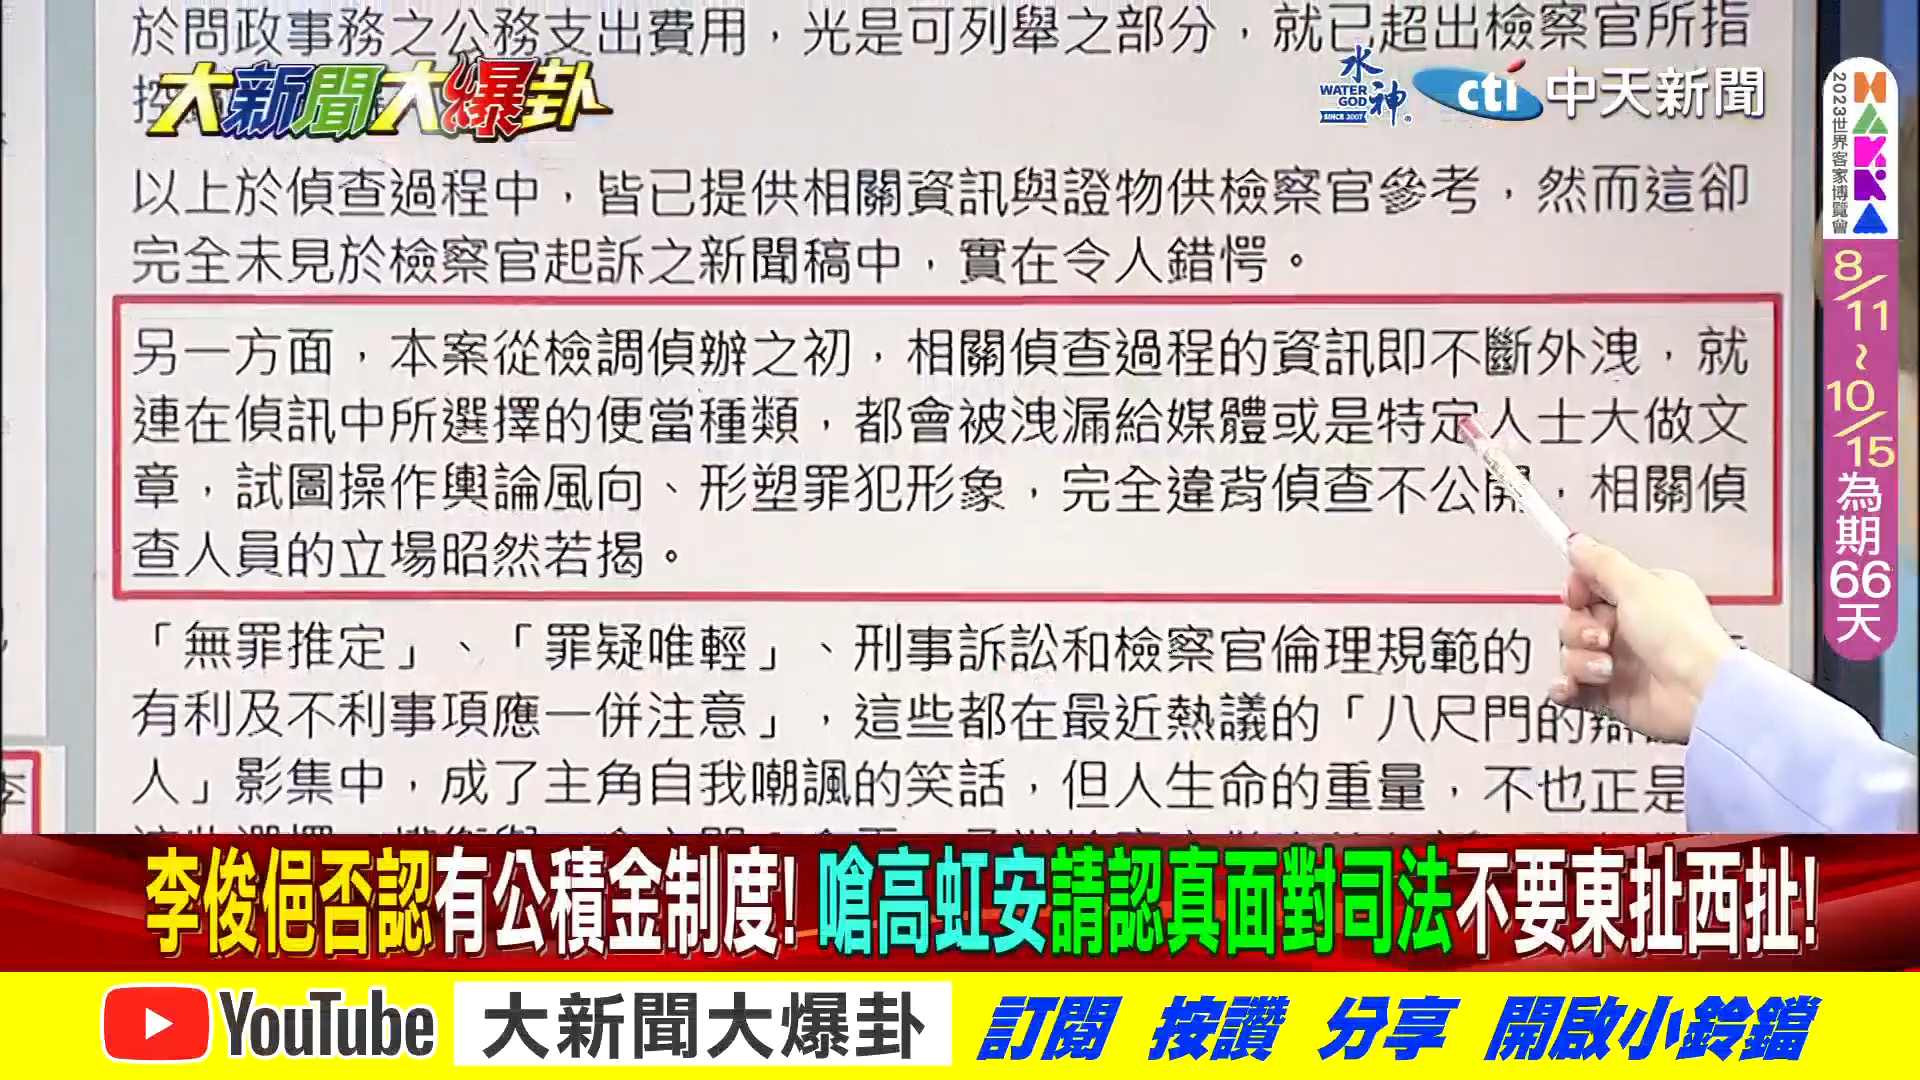 於問政事務之公務支出費用，光是可列舉之部分，就已超出檢察官所指
控
大新聞大爆卦
水神
WATER GOD
SINCE 2007
cti 中天新聞
以上於偵查過程中，皆已提供相關資訊與證物供檢察官參考，然而這卻
完全未見於檢察官起訴之新聞稿中，實在令人錯愕。
另一方面，本案從檢調偵辦之初，相關偵查過程的資訊即不斷外洩，就
連在偵訊中所選擇的便當種類，都會被洩漏給媒體或是特定人士大做文
章，試圖操作輿論風向、形塑罪犯形象，完全違背偵查不公開，相關偵
查人員的立場昭然若揭。
「無罪推定」、「罪疑唯輕」、刑事訴訟和檢察官倫理規範的
有利及不利事項應一併注意」，這些都在最近熱議的「八尺門的辯護
人」影集中，成了主角自我嘲諷的笑話，但人生命的重量，不也正是
HAKKA
2023世界客家博覽會
8/11
~
10/15
為期
66
天
李俊俋否認有公積金制度! 嗆高虹安請認真面對司法不要東扯西扯!
YouTube 大新聞大爆卦 訂閱 按讚 分享 開啟小鈴鐺